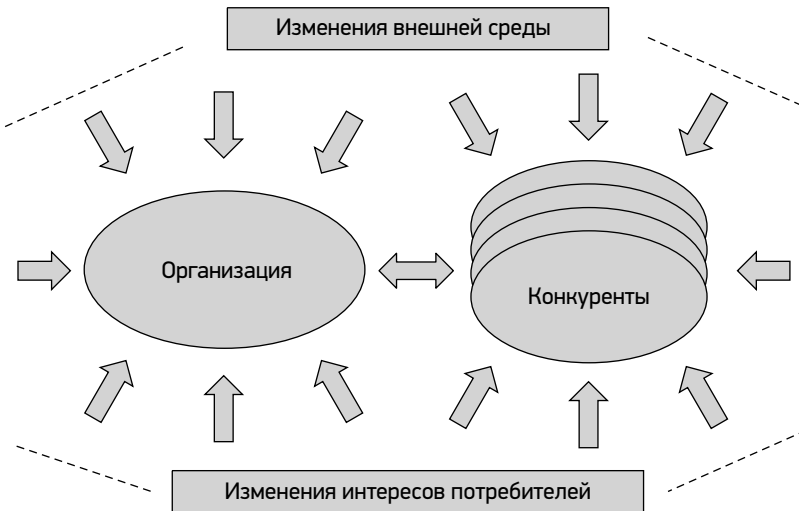 Изменения внешней среды
Организация
Конкуренты
Изменения интересов потребителей